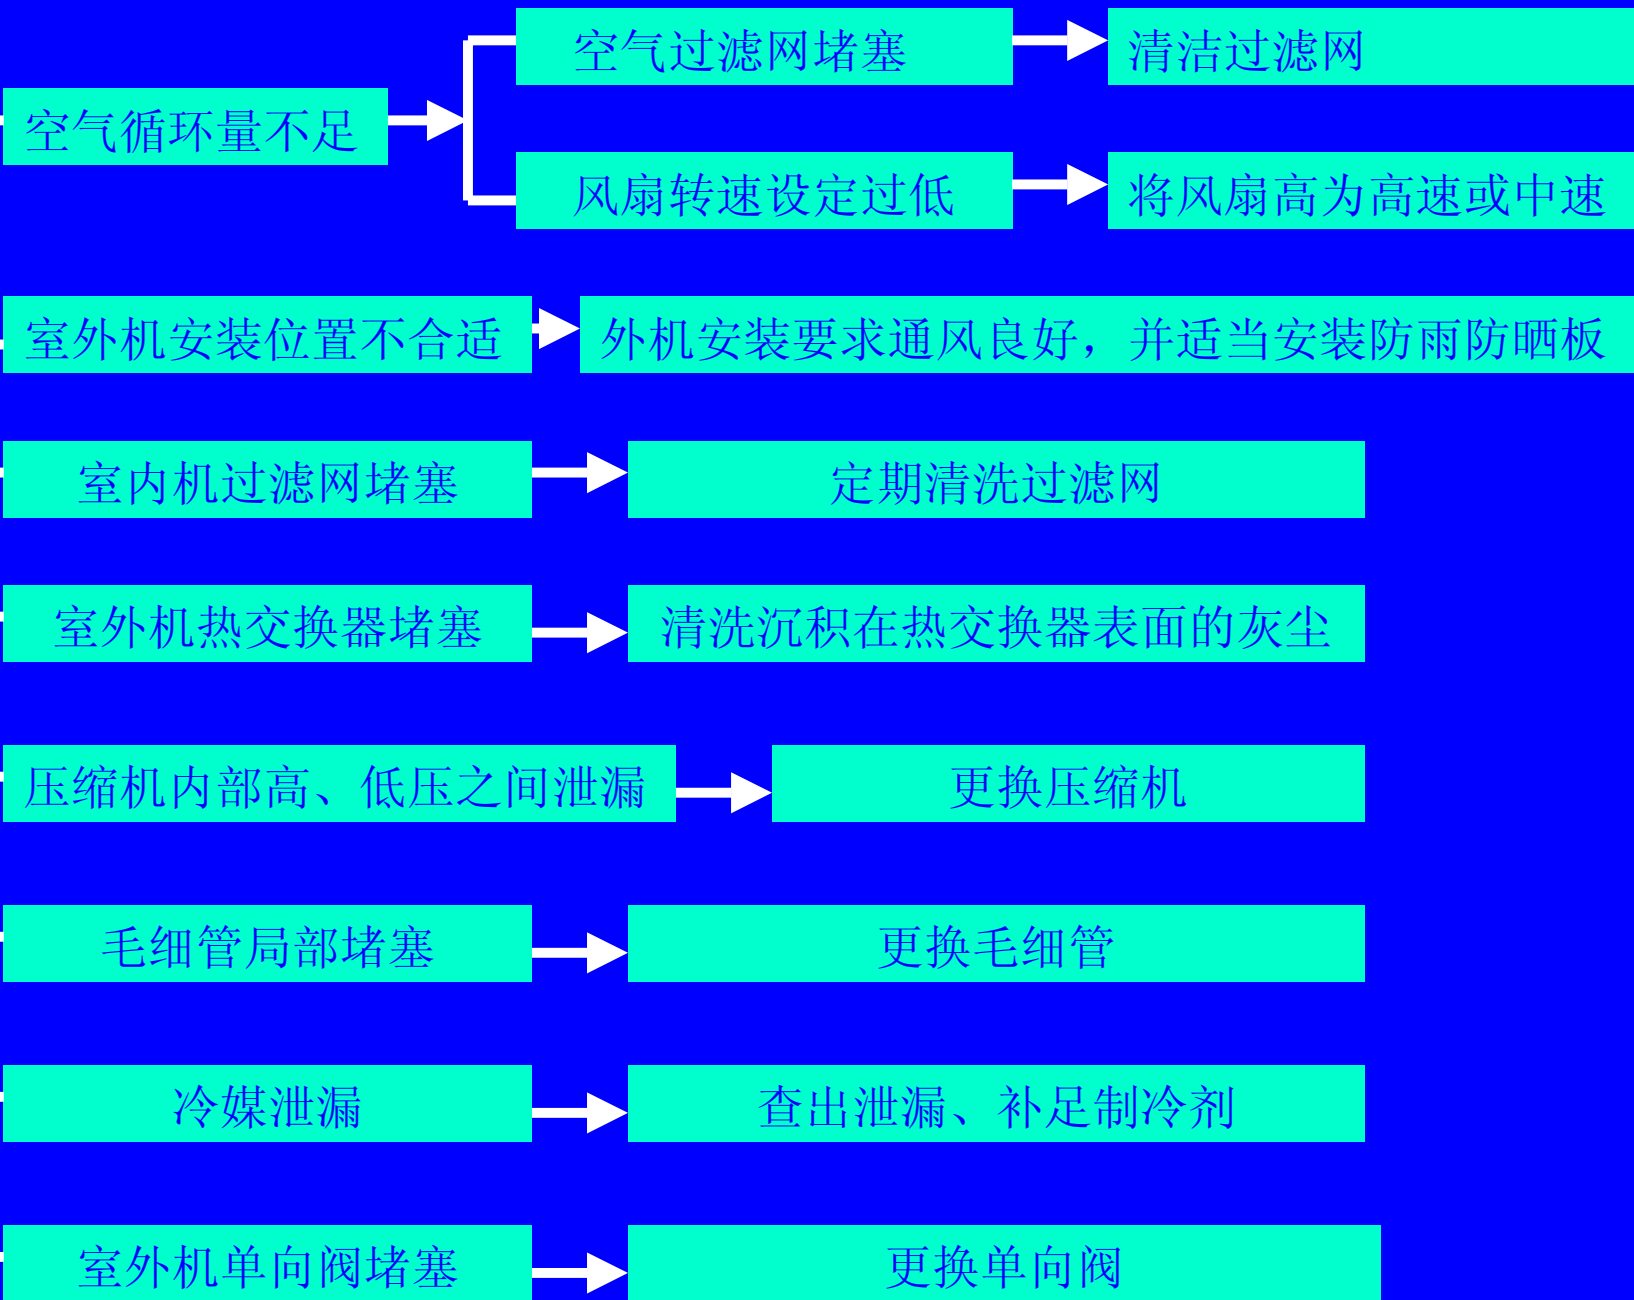 空气过滤网堵塞
清洁过滤网
空气循环量不足
风扇转速设定过低
将风扇高为高速或中速
室外机安装位置不合适
外机安装要求通风良好，并适当安装防雨防晒板
室内机过滤网堵塞
定期清洗过滤网
室外机热交换器堵塞
清洗沉积在热交换器表面的灰尘
压缩机内部高、低压之间泄漏
更换压缩机
毛细管局部堵塞
更换毛细管
冷媒泄漏
查出泄漏、补足制冷剂
室外机单向阀堵塞
更换单向阀